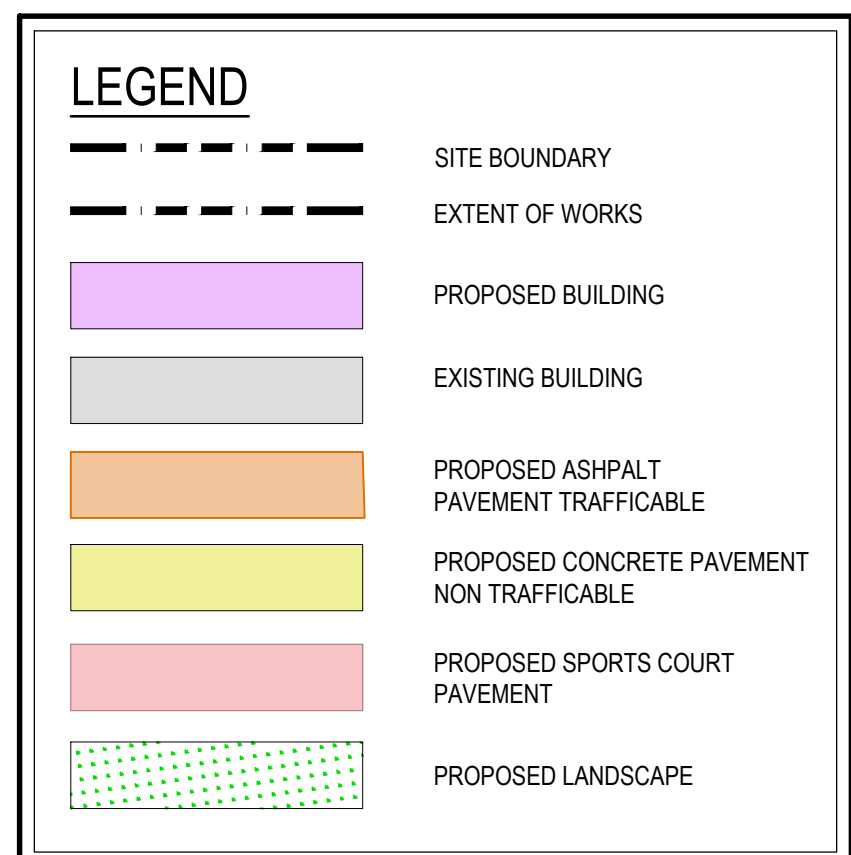 LEGEND
SITE BOUNDARY
EXTENT OF WORKS
PROPOSED BUILDING
EXISTING BUILDING
PROPOSED ASHPALT
PAVEMENT TRAFFICABLE
PROPOSED CONCRETE PAVEMENT
NON TRAFFICABLE
PROPOSED SPORTS COURT
PAVEMENT
PROPOSED LANDSCAPE